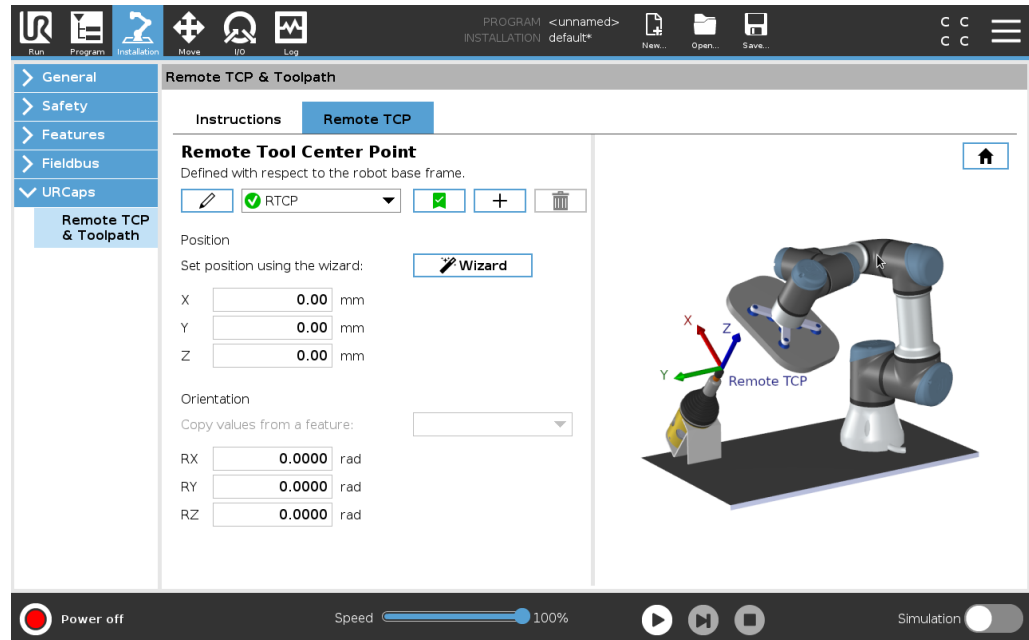 UR
PROGRAM <unnamed>
INSTALLATION default*
C C
C C
Run Program Installation Move I/O Log New... Open... Save...
General
Safety
Features
Fieldbus
URCaps
Remote TCP
& Toolpath
Remote TCP & Toolpath
Instructions Remote TCP
Remote Tool Center Point
Defined with respect to the robot base frame.
RTCP
Position
Set position using the wizard: Wizard
X 0.00 mm
Y 0.00 mm
Z 0.00 mm
Orientation
Copy values from a feature:
RX 0.0000 rad
RY 0.0000 rad
RZ 0.0000 rad
X
Z
Y
Remote TCP
Power off Speed 100% Simulation